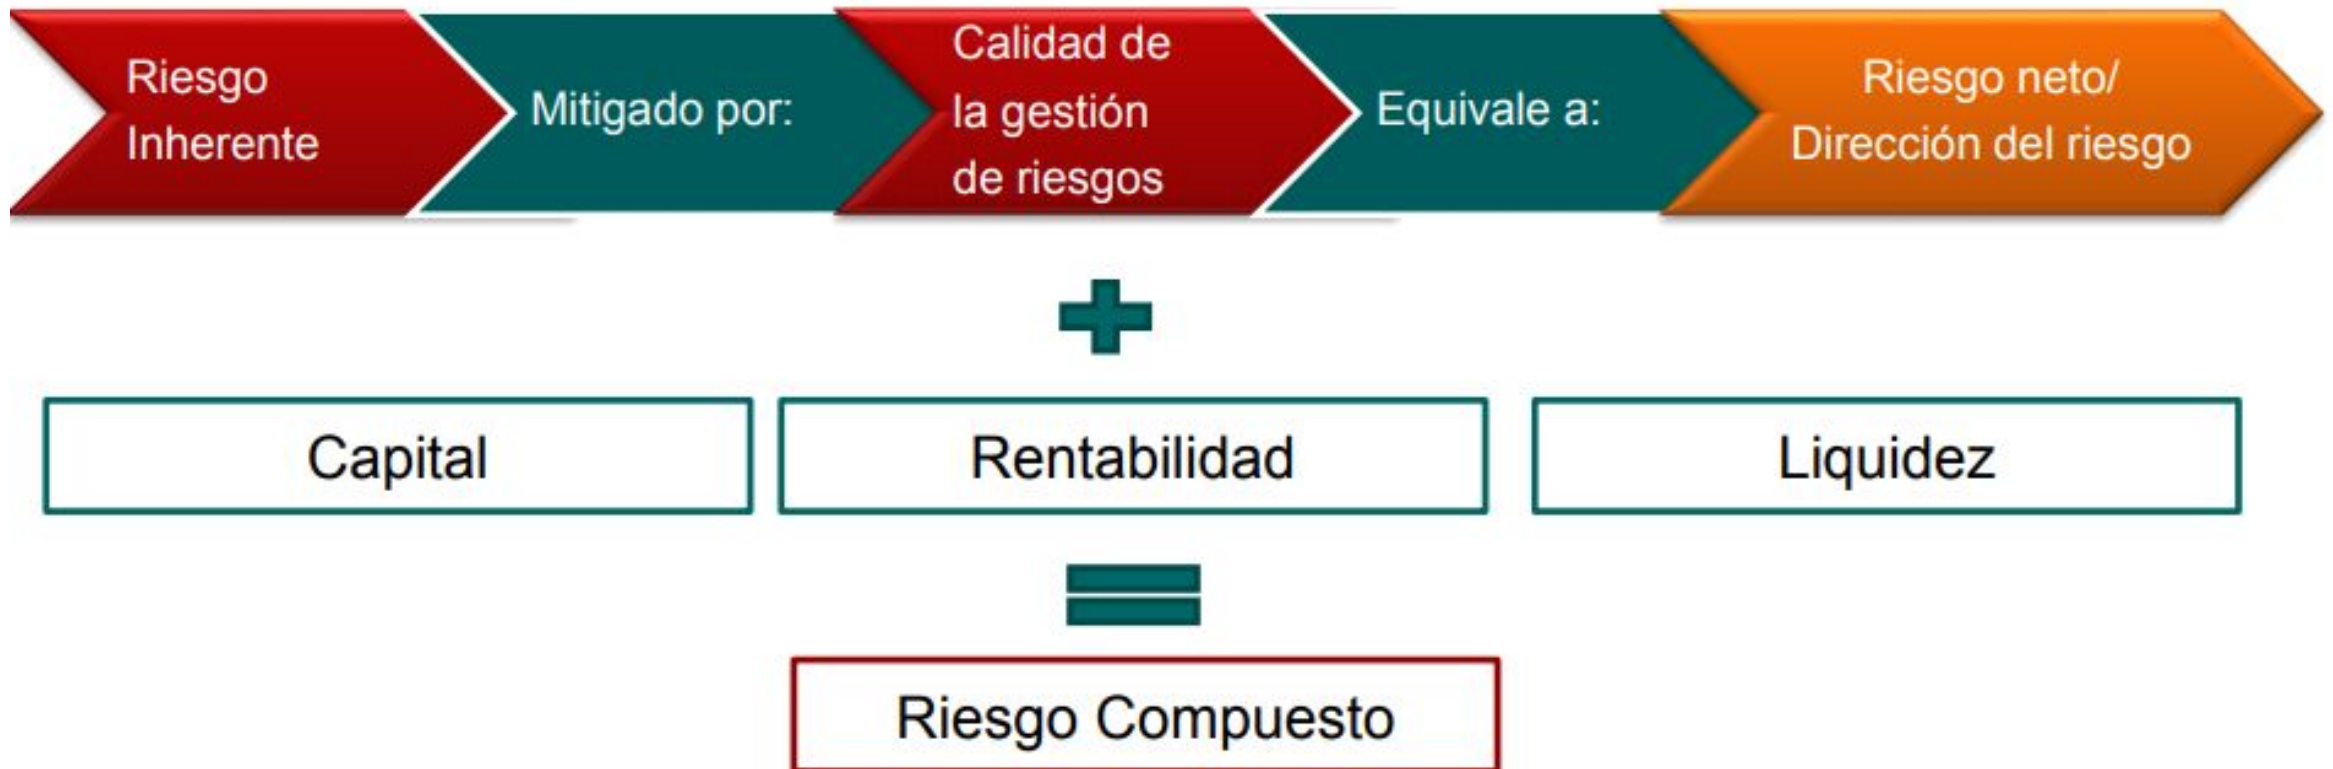 Riesgo
Inherente
Mitigado por:
Calidad de
la gestión
de riesgos
Equivale a:
Riesgo neto/
Dirección del riesgo
Capital
Rentabilidad
Liquidez
Riesgo Compuesto